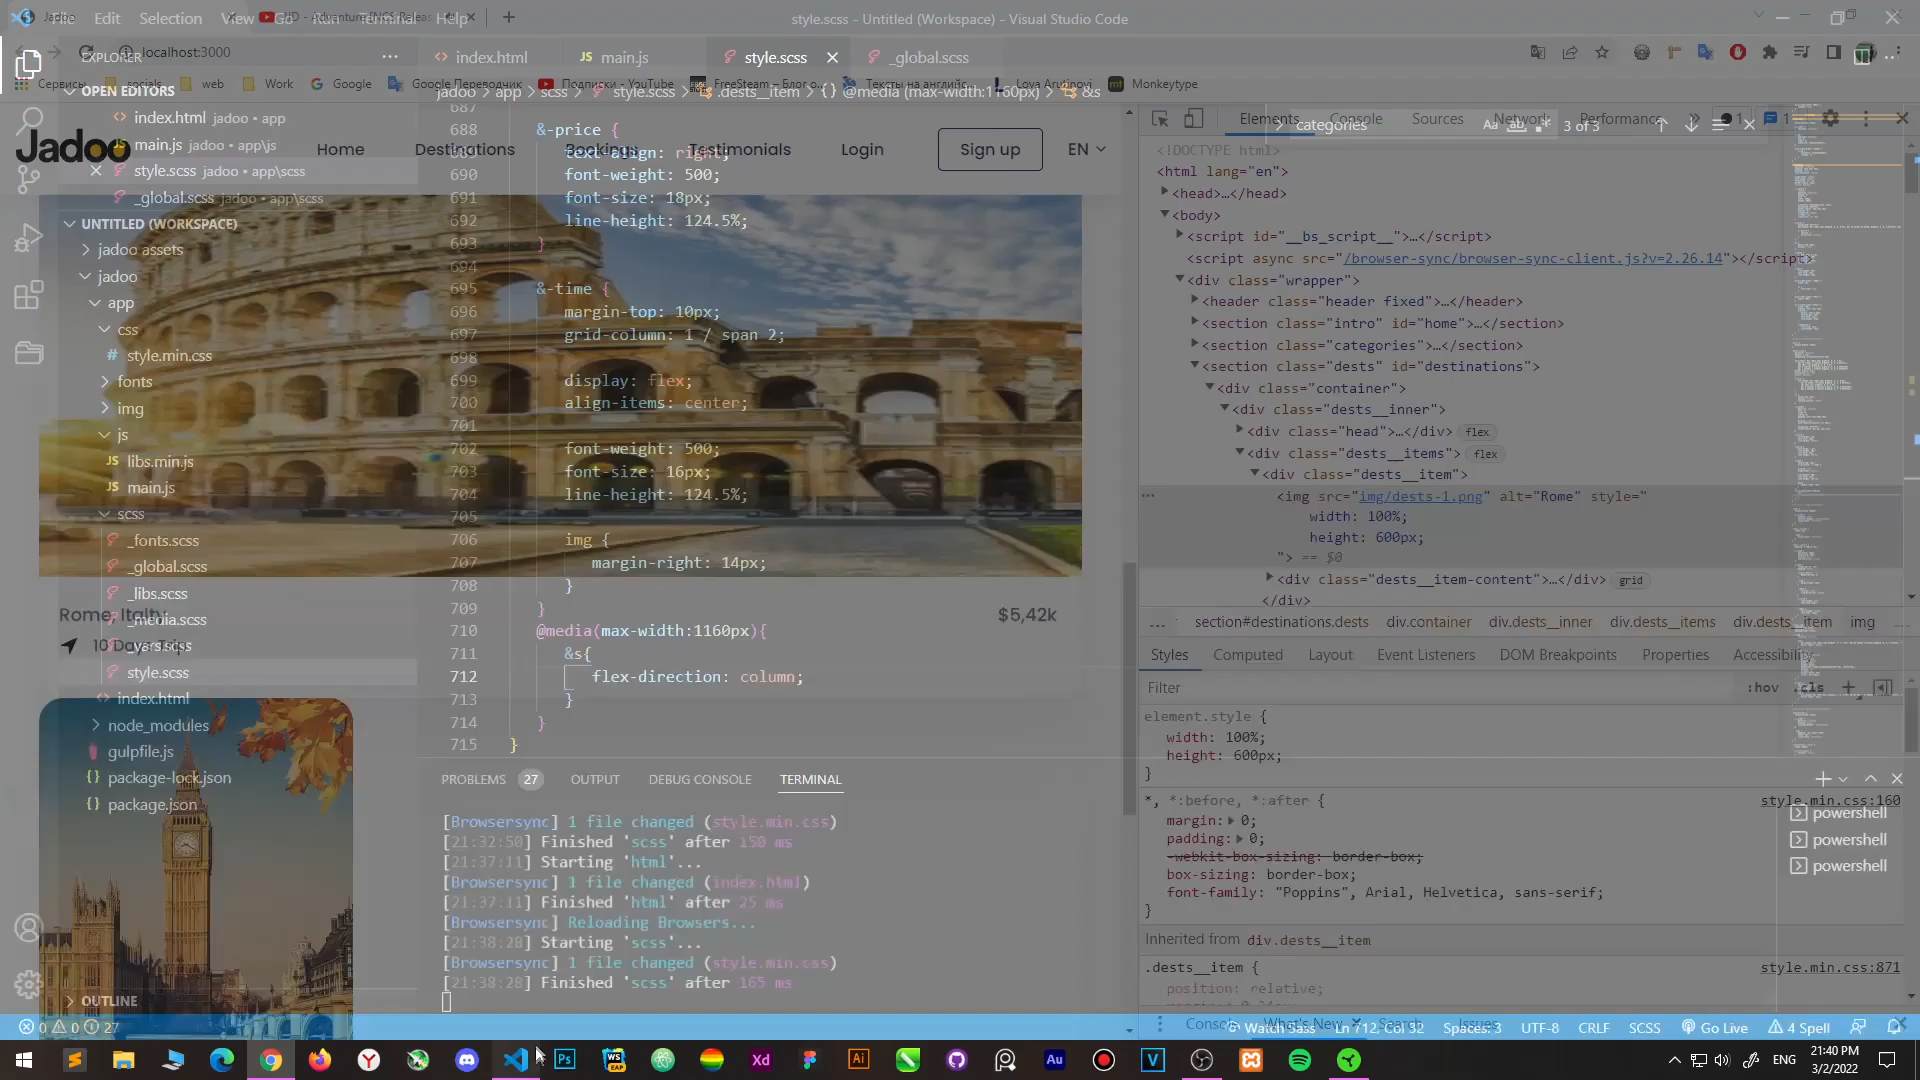 File Edit Selection View Go Run Terminal Help
style.scss - Untitled (Workspace) - Visual Studio Code
Jadoo
localhost:3000
EXPLORER
index.html
main.js
style.scss
_global.scss
Сервисы
socials
web
Work
Google
Google Переводчик
Подписки - YouTube
FreeSteam - Блог о
Тексты на англий
Lova Arutinovi
Monkeytype
OPEN EDITORS
jadoo > app > scss > style.scss > .dests__item > {} @media (max-width:1160px) > &s
index.html jadoo • app
main.js jadoo • app\js
style.scss jadoo • app\scss
_global.scss jadoo • app\scss
UNTITLED (WORKSPACE)
jadoo assets
jadoo
app
css
style.min.css
fonts
img
js
libs.min.js
main.js
scss
_fonts.scss
_global.scss
_libs.scss
_media.scss
_vars.scss
style.scss
index.html
node_modules
gulpfile.js
package-lock.json
package.json
OUTLINE
Jadoo
Home
Destinations
Bookings
Testimonials
Login
Sign up
EN
Rome, Italty
$5,42k
10 Days Trip
687
688 &-price {
text-align: right;
690 font-weight: 500;
691 font-size: 18px;
692 line-height: 124.5%;
693 }
694
695 &-time {
696 margin-top: 10px;
697 grid-column: 1 / span 2;
698
699 display: flex;
700 align-items: center;
701
702 font-weight: 500;
703 font-size: 16px;
704 line-height: 124.5%;
705
706 img {
707 margin-right: 14px;
708 }
709 }
710 @media(max-width:1160px){
711 &s{
712 flex-direction: column;
713 }
714 }
715 }
PROBLEMS 27 OUTPUT DEBUG CONSOLE TERMINAL
[Browsersync] 1 file changed (style.min.css)
[21:32:50] Finished 'scss' after 150 ms
[21:37:11] Starting 'html'...
[Browsersync] 1 file changed (index.html)
[21:37:11] Finished 'html' after 25 ms
[Browsersync] Reloading Browsers...
[21:38:28] Starting 'scss'...
[Browsersync] 1 file changed (style.min.css)
[21:38:28] Finished 'scss' after 165 ms
powershell
powershell
powershell
Elements Console Sources Network Performance
1
1
categories
Aa ab .*
3 of 3
<!DOCTYPE html>
<html lang="en">
<head>…</head>
<body>
<script id="__bs_script__">…</script>
<script async src="/browser-sync/browser-sync-client.js?v=2.26.14"></script>
<div class="wrapper">
<header class="header fixed">…</header>
<section class="intro" id="home">…</section>
<section class="categories">…</section>
<section class="dests" id="destinations">
<div class="container">
<div class="dests__inner">
<div class="head">…</div> flex
<div class="dests__items"> flex
<div class="dests__item">
<img src="img/dests-1.png" alt="Rome" style="
width: 100%;
height: 600px;
"> == $0
<div class="dests__item-content">…</div> grid
</div>
... section#destinations.dests div.container div.dests__inner div.dests__items div.dests__item img
Styles Computed Layout Event Listeners DOM Breakpoints Properties Accessibility
Filter
:hov .cls
element.style {
width: 100%;
height: 600px;
}
*, *:before, *:after {
style.min.css:160
margin: 0;
padding: 0;
-webkit-box-sizing: border-box;
box-sizing: border-box;
font-family: "Poppins", Arial, Helvetica, sans-serif;
}
Inherited from div.dests__item
.dests__item {
style.min.css:871
position: relative;
Console What's New Search Issues
0 0 27
Watch Sass
Ln 712, Col 32
Spaces: 3
UTF-8
CRLF
SCSS
Go Live
4 Spell
Ps
WS
EAP
Xd
Ai
Au
V
ENG
21:40 PM
3/2/2022